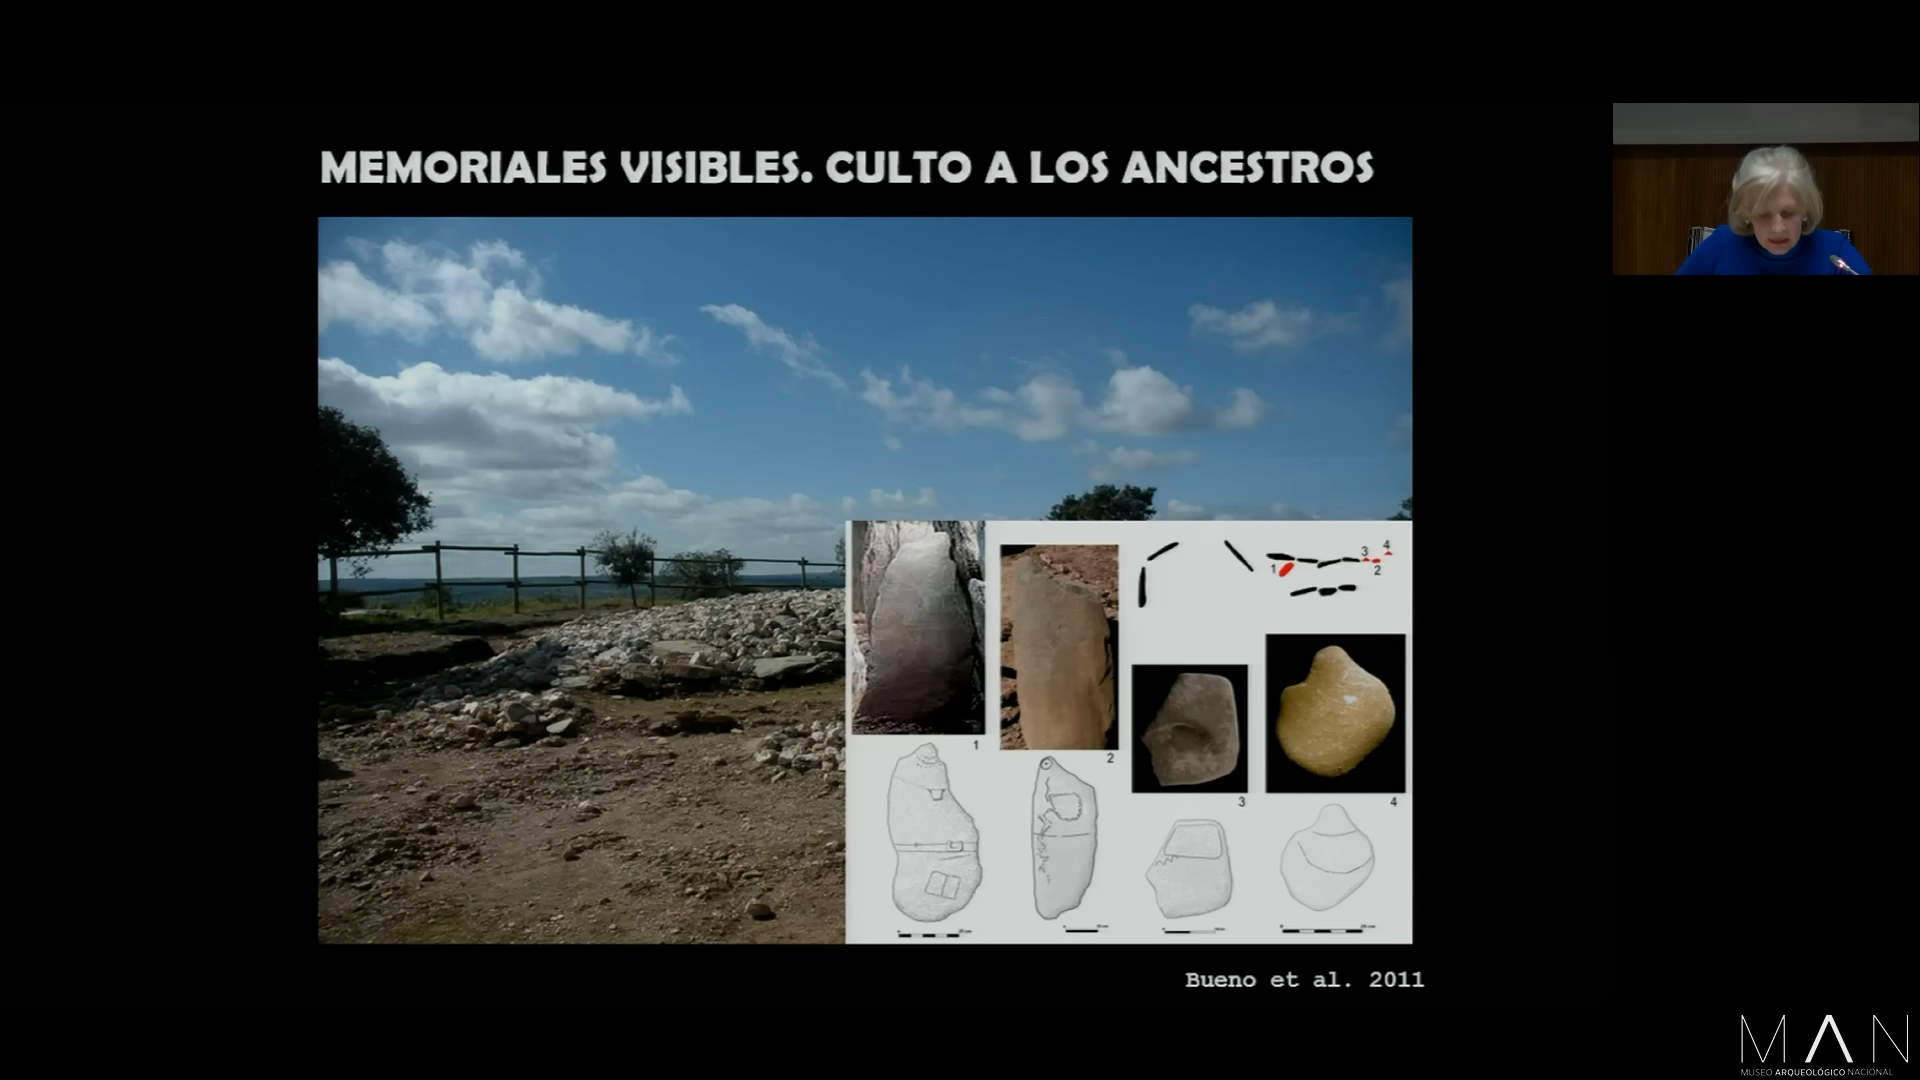 MEMORIALES VISIBLES. CULTO A LOS ANCESTROS
3 4
1 2
1
2
3
4
Bueno et al. 2011
MAN
MUSEO ARQUEOLÓGICO NACIONAL